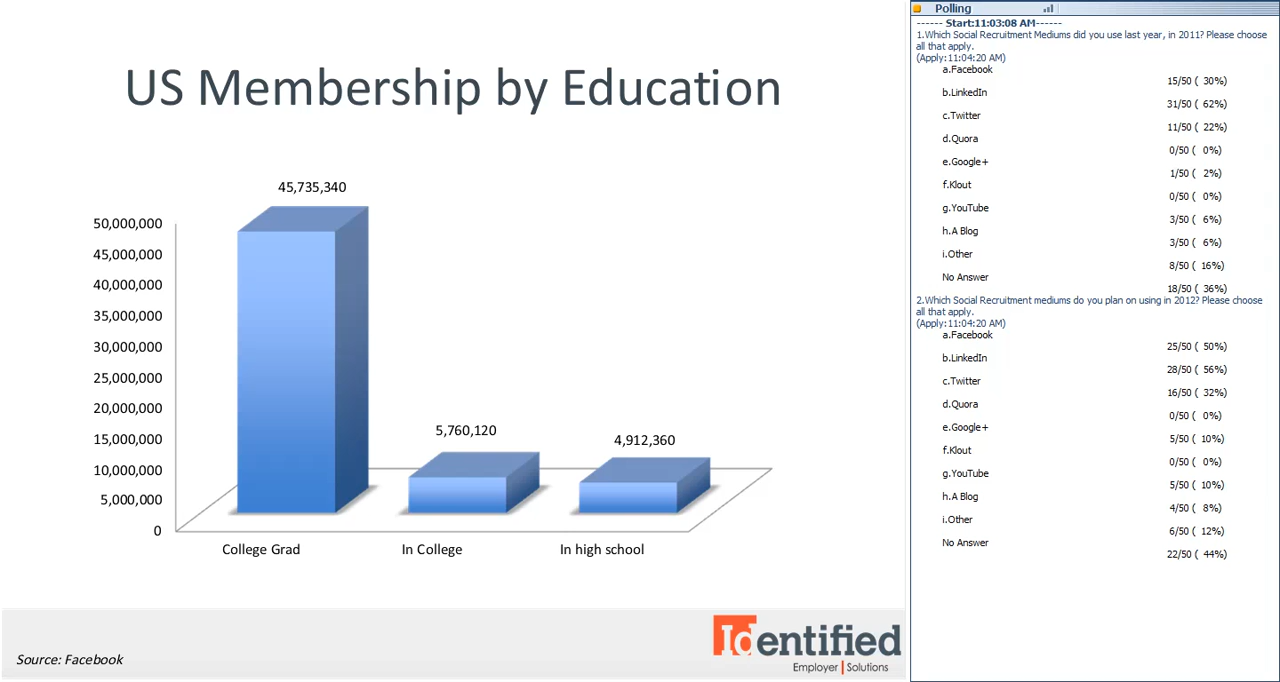 US Membership by Education
45,735,340
50,000,000
45,000,000
40,000,000
35,000,000
30,000,000
25,000,000
20,000,000
15,000,000
10,000,000
5,000,000
0
5,760,120
4,912,360
College Grad
In College
In high school
Source: Facebook
Identified
Employer | Solutions
Polling
------ Start:11:03:08 AM------
1.Which Social Recruitment Mediums did you use last year, in 2011? Please choose
all that apply.
(Apply:11:04:20 AM)
a.Facebook
15/50 ( 30%)
b.LinkedIn
31/50 ( 62%)
c.Twitter
11/50 ( 22%)
d.Quora
0/50 ( 0%)
e.Google+
1/50 ( 2%)
f.Klout
0/50 ( 0%)
g.YouTube
3/50 ( 6%)
h.A Blog
3/50 ( 6%)
i.Other
8/50 ( 16%)
No Answer
18/50 ( 36%)
2.Which Social Recruitment mediums do you plan on using in 2012? Please choose
all that apply.
(Apply:11:04:20 AM)
a.Facebook
25/50 ( 50%)
b.LinkedIn
28/50 ( 56%)
c.Twitter
16/50 ( 32%)
d.Quora
0/50 ( 0%)
e.Google+
5/50 ( 10%)
f.Klout
0/50 ( 0%)
g.YouTube
5/50 ( 10%)
h.A Blog
4/50 ( 8%)
i.Other
6/50 ( 12%)
No Answer
22/50 ( 44%)